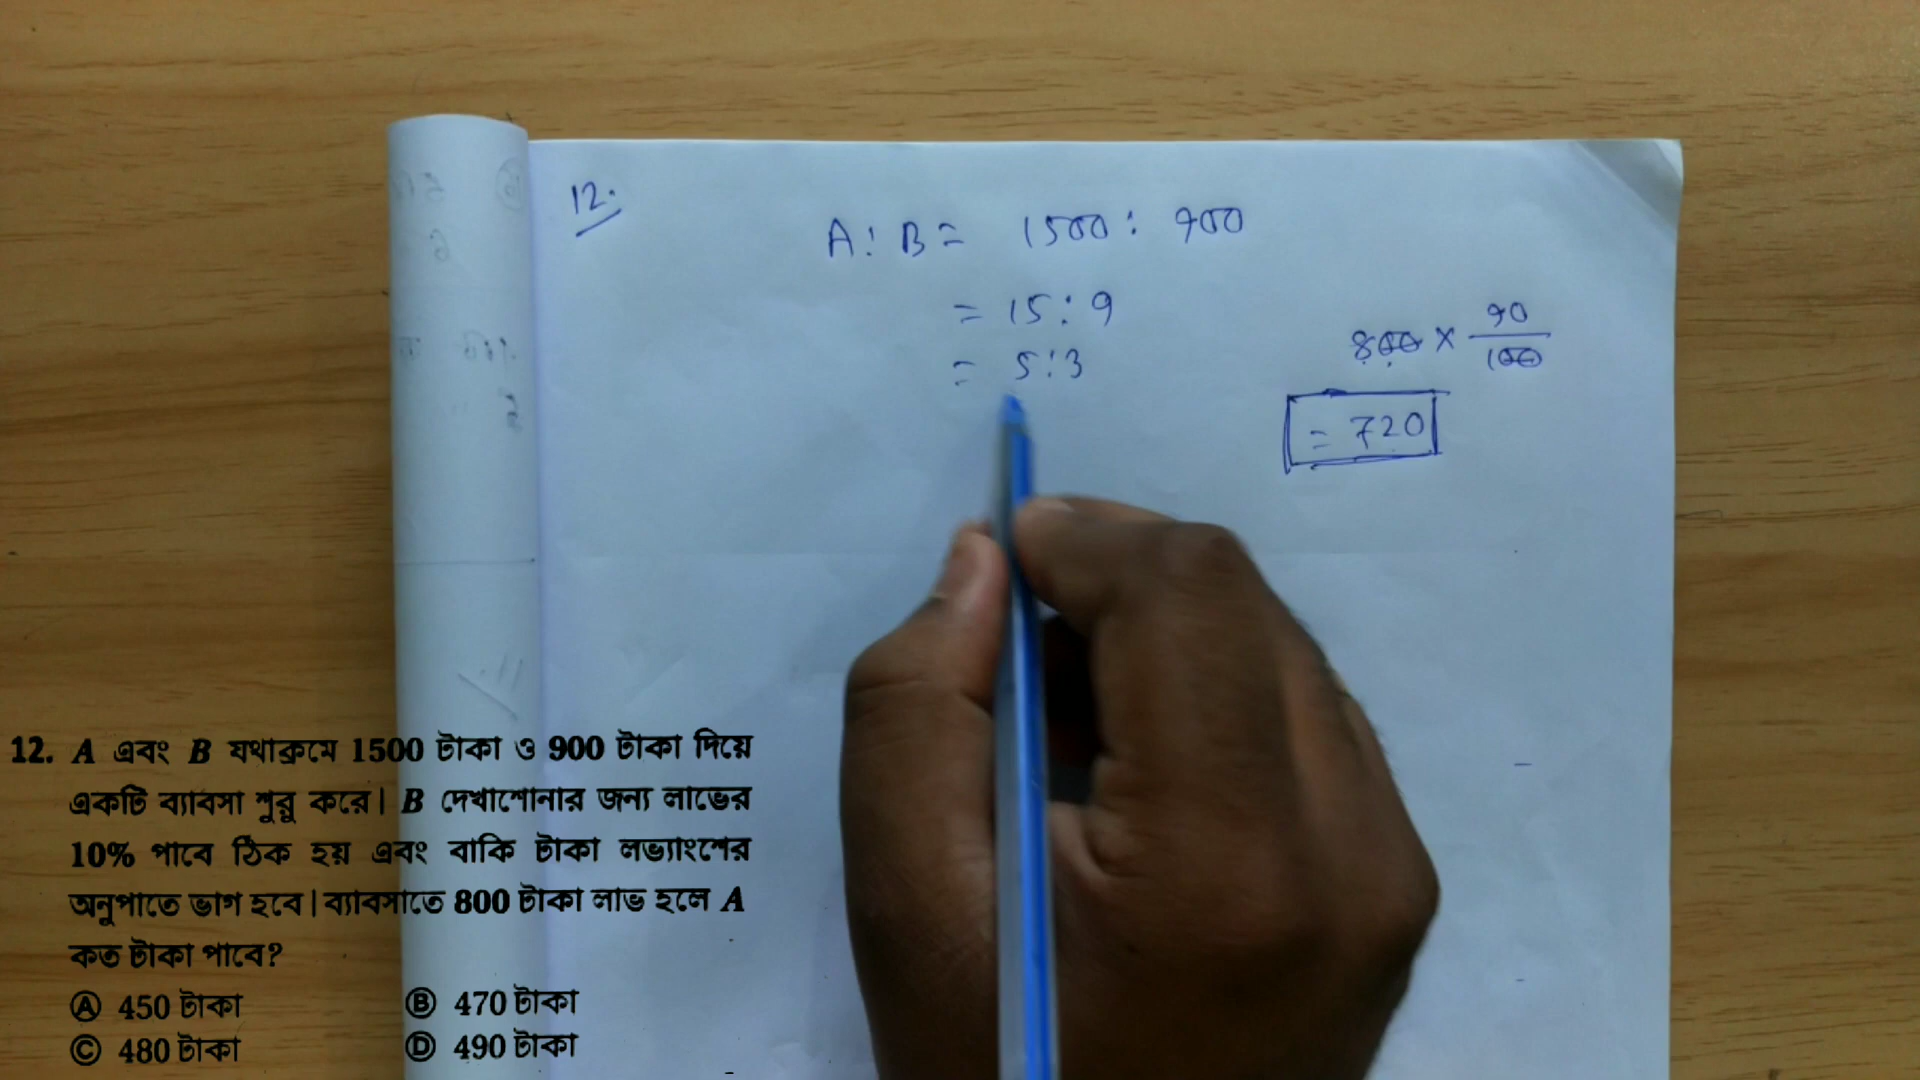 12.
A : B = 1500 : 900
= 15 : 9
= 5 : 3
800 × 90/100
= 720
12. A এবং B যথাক্রমে 1500 টাকা ও 900 টাকা দিয়ে
একটি ব্যাবসা শুরু করে। B দেখাশোনার জন্য লাভের
10% পাবে ঠিক হয় এবং বাকি টাকা লভ্যাংশের
অনুপাতে ভাগ হবে। ব্যাবসাতে 800 টাকা লাভ হলে A
কত টাকা পাবে?
Ⓐ 450 টাকা Ⓑ 470 টাকা
Ⓒ 480 টাকা Ⓓ 490 টাকা